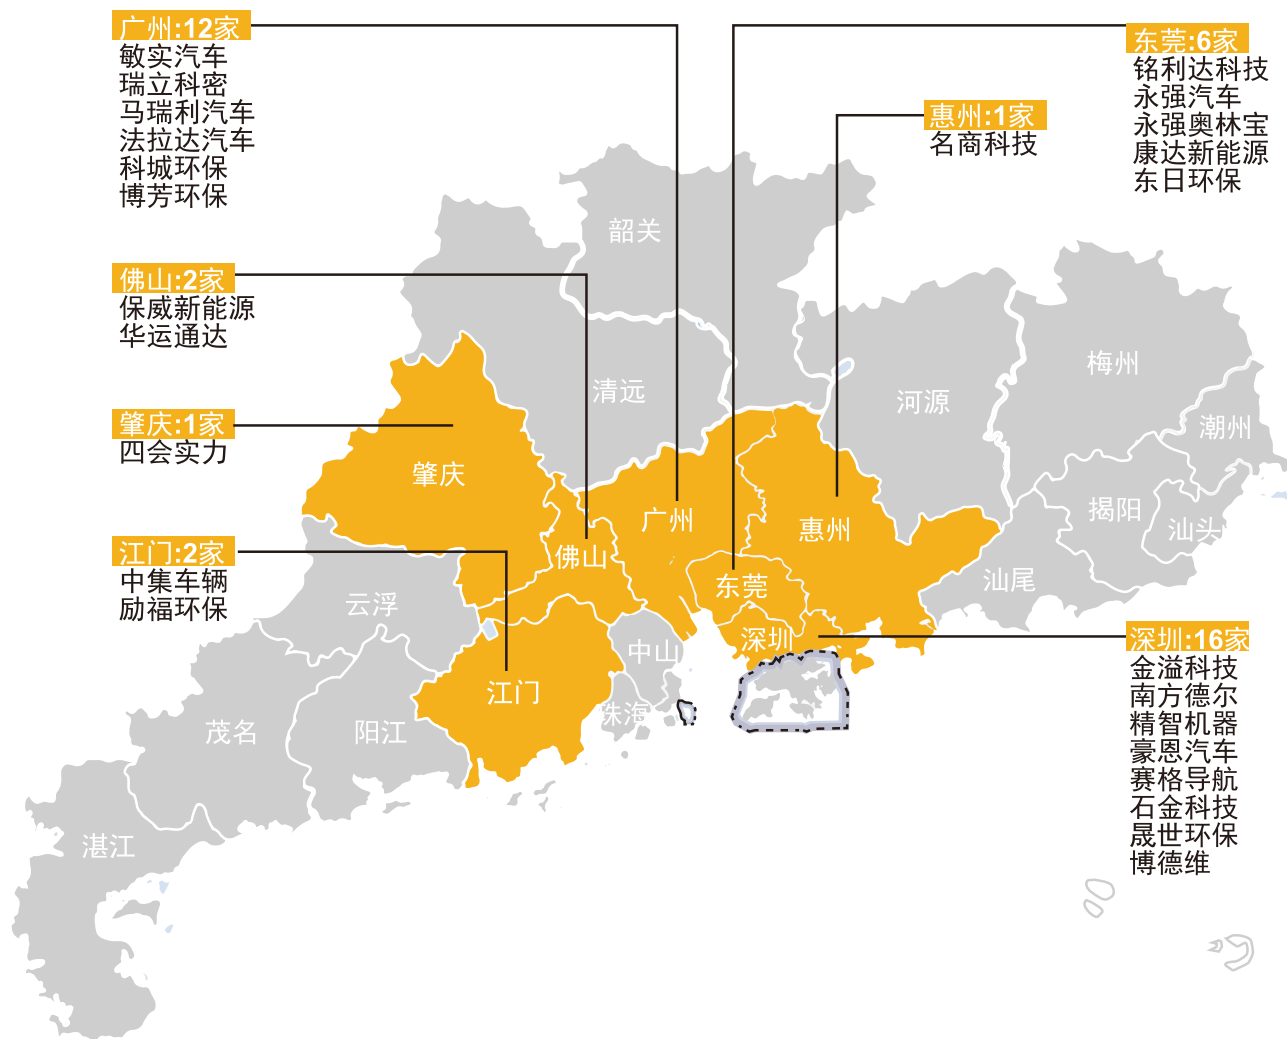 广州:12家
敏实汽车
瑞立科密
马瑞利汽车
法拉达汽车
科城环保
博芳环保
东莞:6家
铭利达科技
永强汽车
永强奥林宝
康达新能源
东日环保
惠州:1家
名商科技
佛山:2家
保威新能源
华运通达
肇庆:1家
四会实力
江门:2家
中集车辆
励福环保
深圳:16家
金溢科技
南方德尔
精智机器
豪恩汽车
赛格导航
石金科技
晟世环保
博德维
韶关
清远
河源
梅州
潮州
肇庆
广州
惠州
揭阳
汕头
佛山
东莞
汕尾
云浮
深圳
中山
江门
珠海
茂名
阳江
湛江